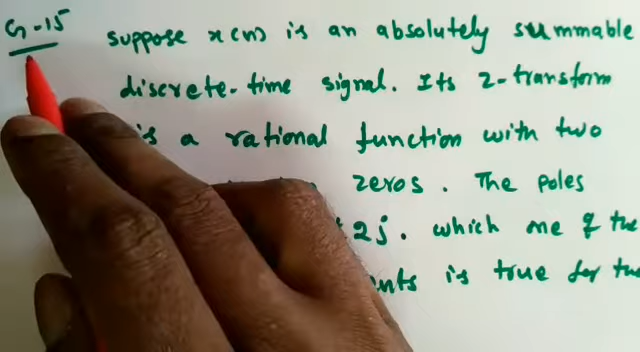 G-15 suppose x(n) is an absolutely summable
discrete-time signal. Its z-transform
is a rational function with two
zeros. The poles
2j. which one of the
is true for the